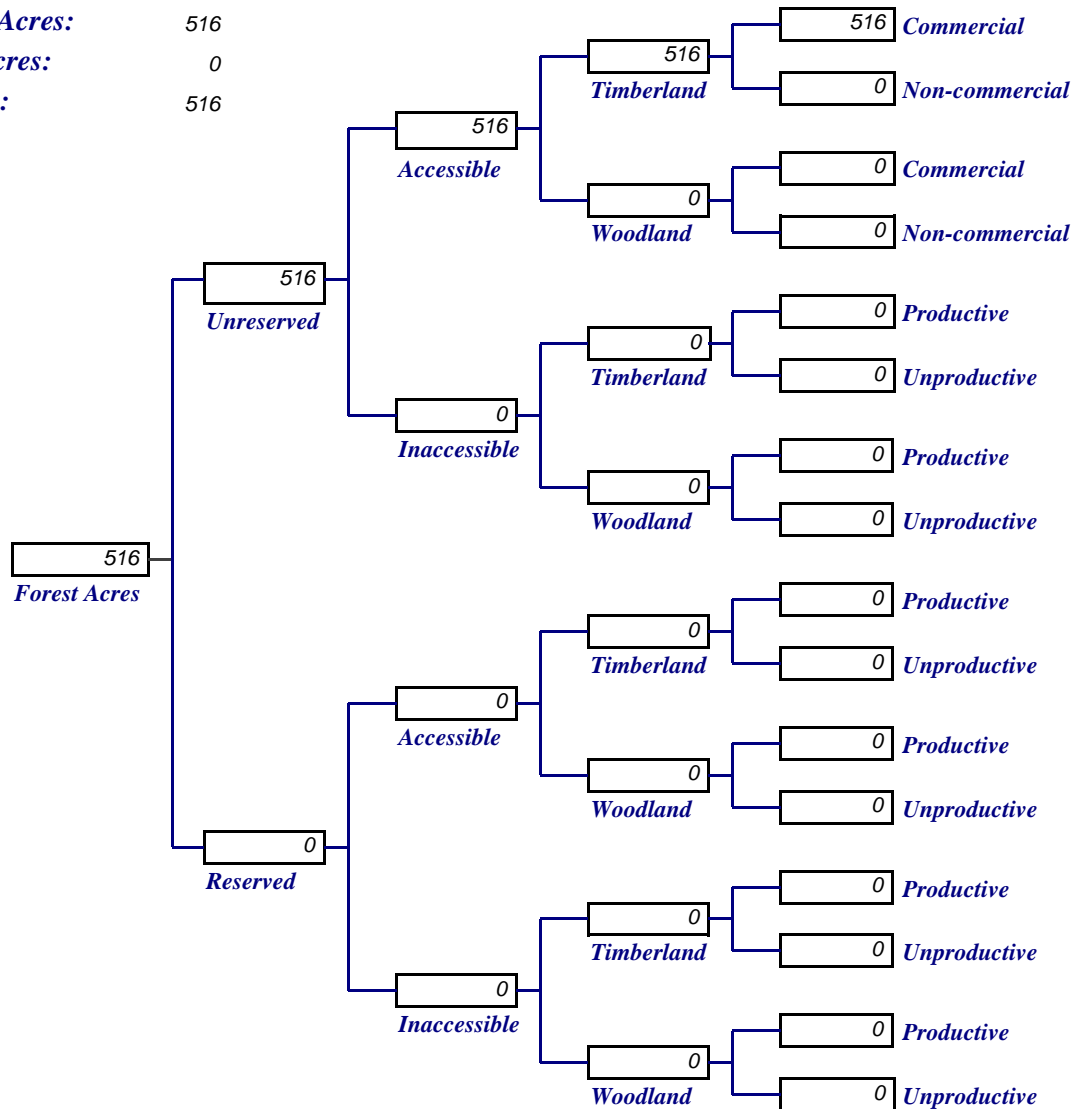 Acres: 516
cres: 0
: 516
516 Commercial
516
Timberland
0 Non-commercial
516
Accessible
0 Commercial
0
Woodland
0 Non-commercial
516
Unreserved
0 Productive
0
Timberland
0 Unproductive
0
Inaccessible
0 Productive
0
Woodland
0 Unproductive
516
Forest Acres
0 Productive
0
Timberland
0 Unproductive
0
Accessible
0 Productive
0
Woodland
0 Unproductive
0
Reserved
0 Productive
0
Timberland
0 Unproductive
0
Inaccessible
0 Productive
0
Woodland
0 Unproductive